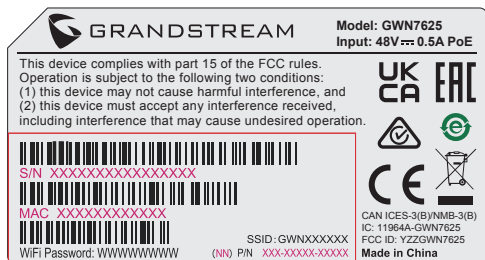 GRANDSTREAM
Model: GWN7625
Input: 48V⎓0.5A PoE
This device complies with part 15 of the FCC rules.
Operation is subject to the following two conditions:
(1) this device may not cause harmful interference, and
(2) this device must accept any interference received,
including interference that may cause undesired operation.
UK
CA
EAC
e
CE
S/N XXXXXXXXXXXXXXXX
MAC XXXXXXXXXXXX
SSID:GWNXXXXXX
WiFi Password: WWWWWWWWW
(NN) P/N XXX-XXXXX-XXXXX
CAN ICES-3(B)/NMB-3(B)
IC: 11964A-GWN7625
FCC ID: YZZGWN7625
Made in China